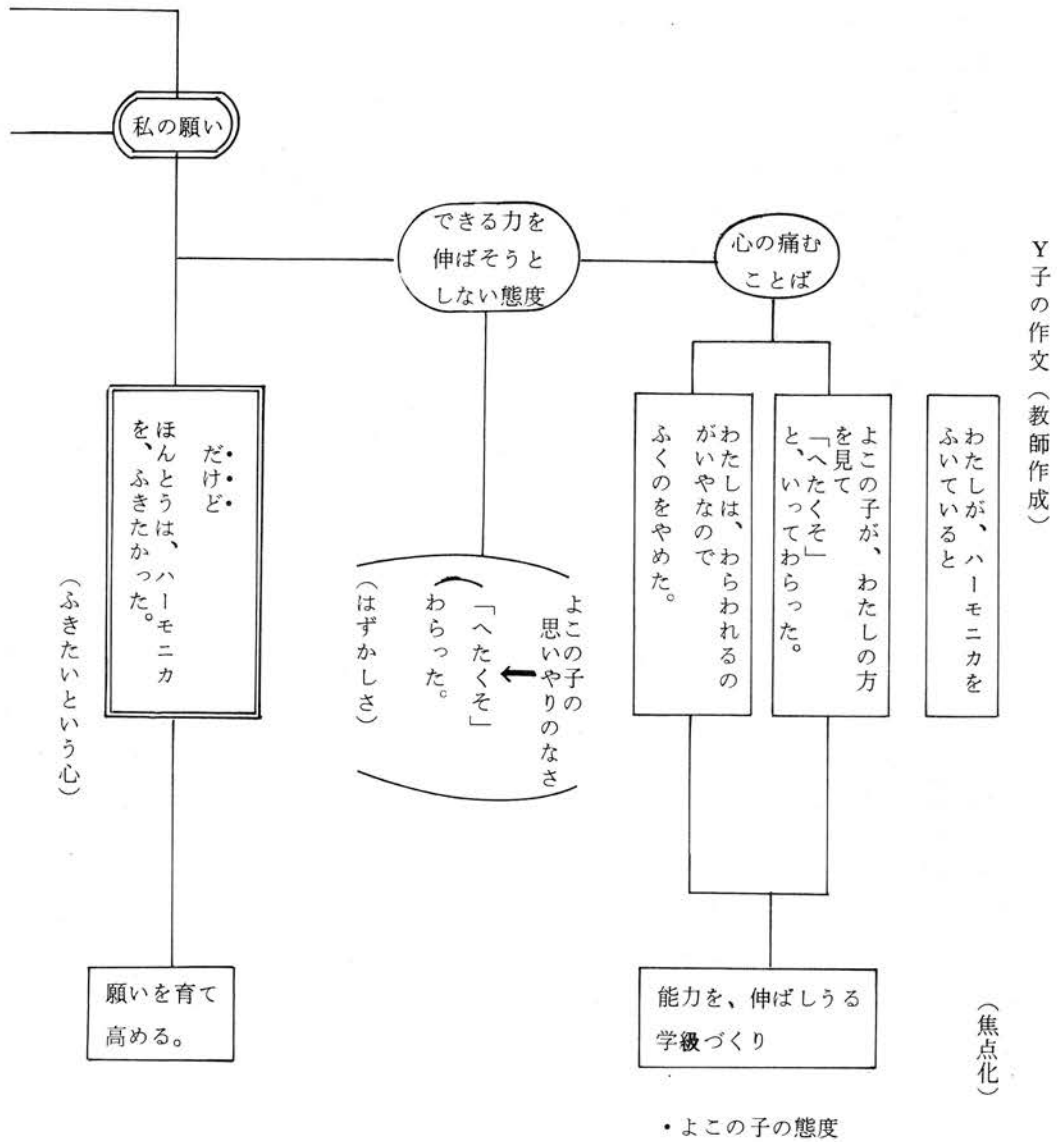 Y子の作文（教師作成）
（焦点化）
わたしが、ハーモニカを
ふいていると
心の痛む
ことば
よこの子が、わたしの方
を見て
「へたくそ」
と、いってわらった。
わたしは、わらわれるの
がいやなので
ふくのをやめた。
能力を、伸ばしうる
学級づくり
・よこの子の態度
できる力を
伸ばそうと
しない態度
よこの子の
思いやりのなさ
「へたくそ」
わらった。
（はずかしさ）
私の願い
だけど
ほんとうは、ハーモニカ
を、ふきたかった。
（ふきたいという心）
願いを育て
高める。